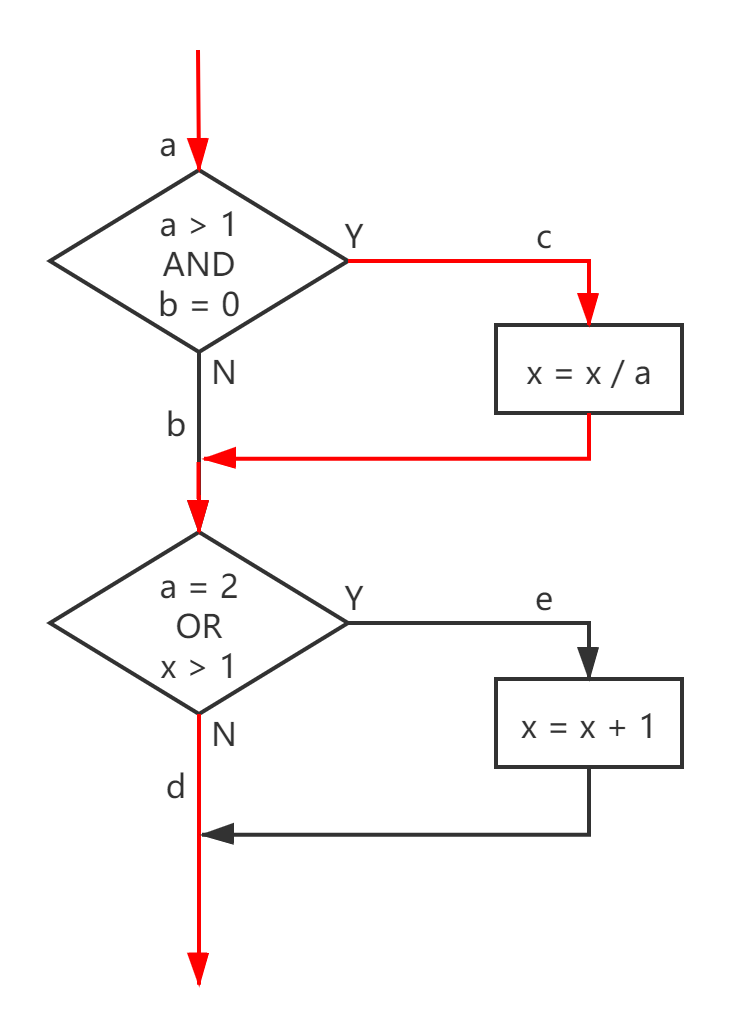 a
a > 1
AND
b = 0
Y
c
x = x / a
N
b
a = 2
OR
x > 1
Y
e
x = x + 1
N
d